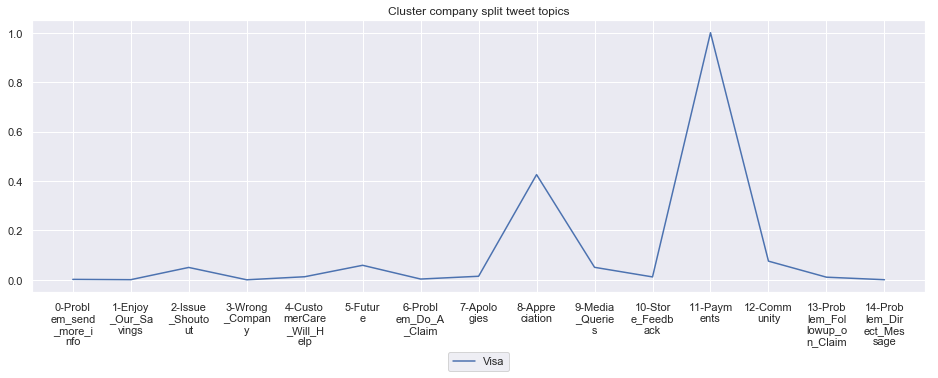 Cluster company split tweet topics
1.0
0.8
0.6
0.4
0.2
0.0
0-Probl
em_send
_more_i
nfo
1-Enjoy
_Our_Sa
vings
2-Issue
_Shouto
ut
3-Wrong
_Compan
y
4-Custo
merCare
_Will_H
elp
5-Futur
e
6-Probl
em_Do_A
_Claim
7-Apolo
gies
8-Appre
ciation
9-Media
_Querie
s
10-Stor
e_Feedb
ack
11-Paym
ents
12-Comm
unity
13-Prob
lem_Fol
lowup_o
n_Claim
14-Prob
lem_Dir
ect_Mes
sage
Visa